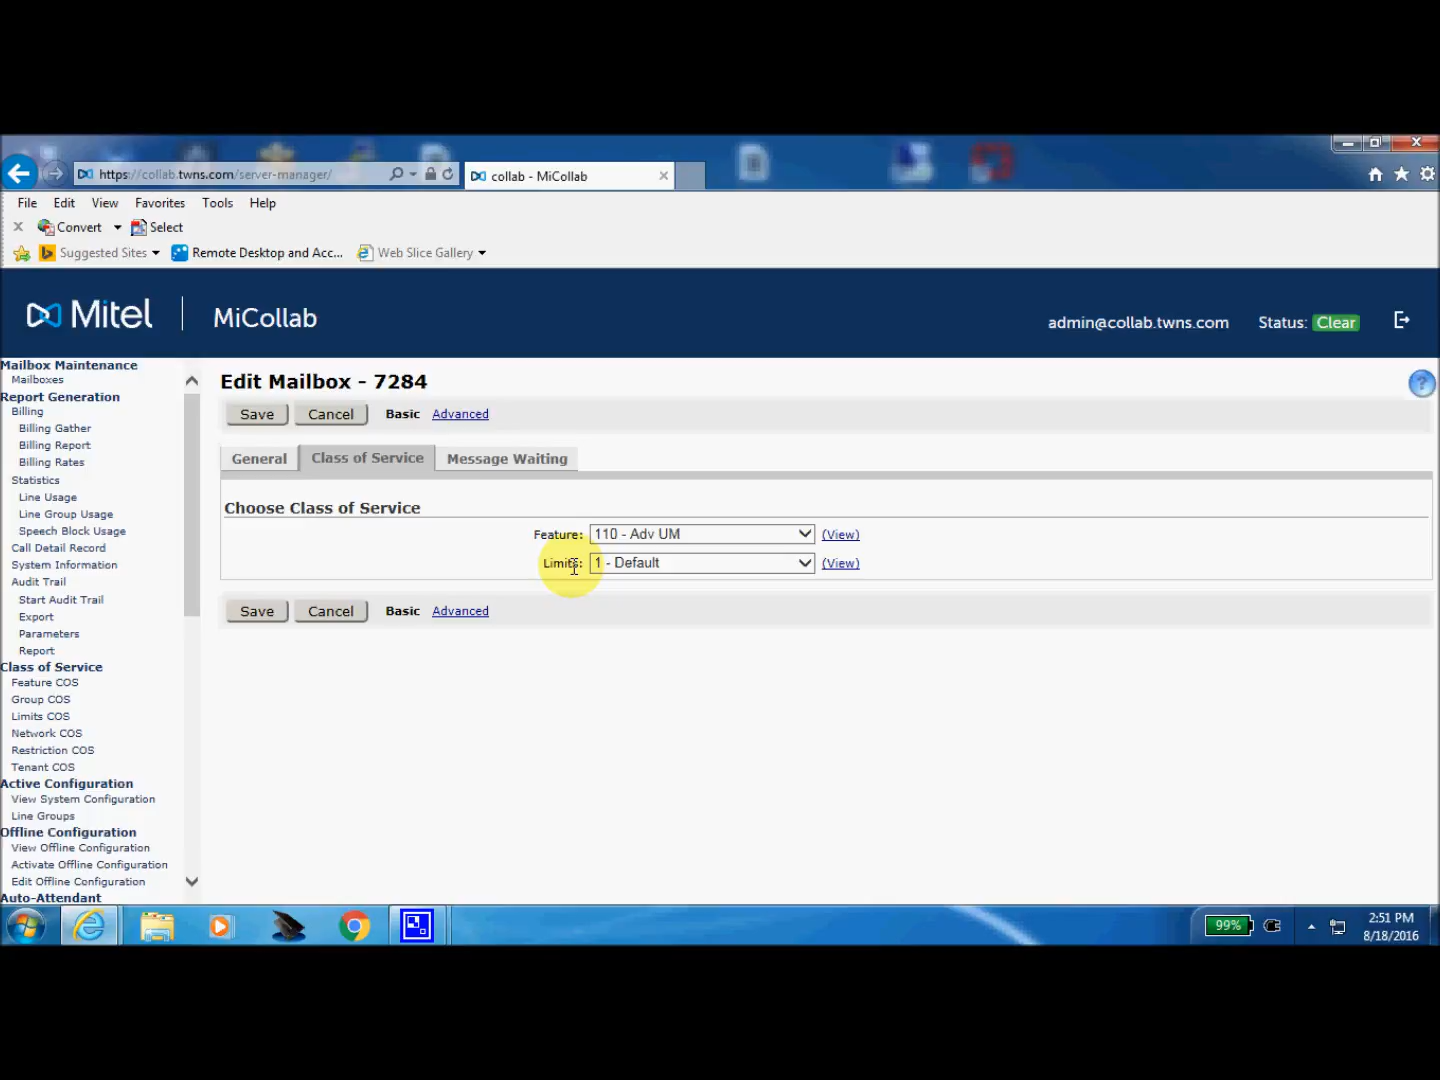 https://collab.twns.com/server-manager/
collab - MiCollab
File Edit View Favorites Tools Help
Convert Select
Suggested Sites Remote Desktop and Acc... Web Slice Gallery
Mitel MiCollab
admin@collab.twns.com Status: Clear
Mailbox Maintenance
Mailboxes
Report Generation
Billing
Billing Gather
Billing Report
Billing Rates
Statistics
Line Usage
Line Group Usage
Speech Block Usage
Call Detail Record
System Information
Audit Trail
Start Audit Trail
Export
Parameters
Report
Class of Service
Feature COS
Group COS
Limits COS
Network COS
Restriction COS
Tenant COS
Active Configuration
View System Configuration
Line Groups
Offline Configuration
View Offline Configuration
Activate Offline Configuration
Edit Offline Configuration
Auto-Attendant
Edit Mailbox - 7284
?
Save Cancel Basic Advanced
General Class of Service Message Waiting
Choose Class of Service
Feature: 110 - Adv UM (View)
Limits: 1 - Default (View)
Save Cancel Basic Advanced
99%
2:51 PM
8/18/2016